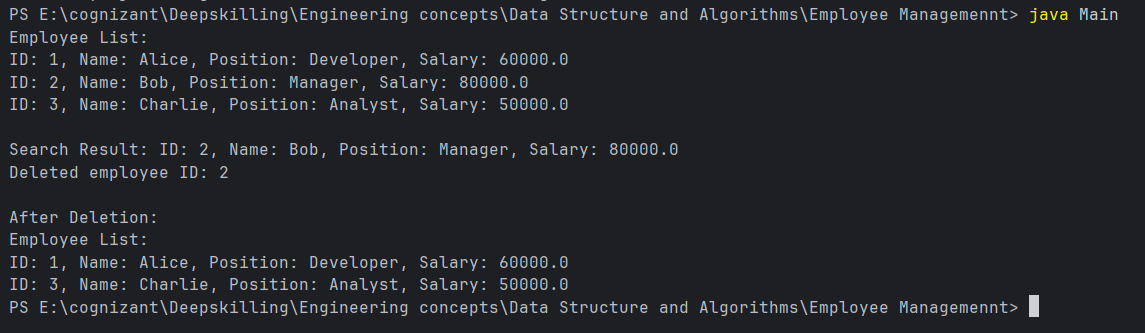 PS E:\cognizant\Deepskilling\Engineering concepts\Data Structure and Algorithms\Employee Managemennt> java Main
Employee List:
ID: 1, Name: Alice, Position: Developer, Salary: 60000.0
ID: 2, Name: Bob, Position: Manager, Salary: 80000.0
ID: 3, Name: Charlie, Position: Analyst, Salary: 50000.0
Search Result: ID: 2, Name: Bob, Position: Manager, Salary: 80000.0
Deleted employee ID: 2
After Deletion:
Employee List:
ID: 1, Name: Alice, Position: Developer, Salary: 60000.0
ID: 3, Name: Charlie, Position: Analyst, Salary: 50000.0
PS E:\cognizant\Deepskilling\Engineering concepts\Data Structure and Algorithms\Employee Managemennt>